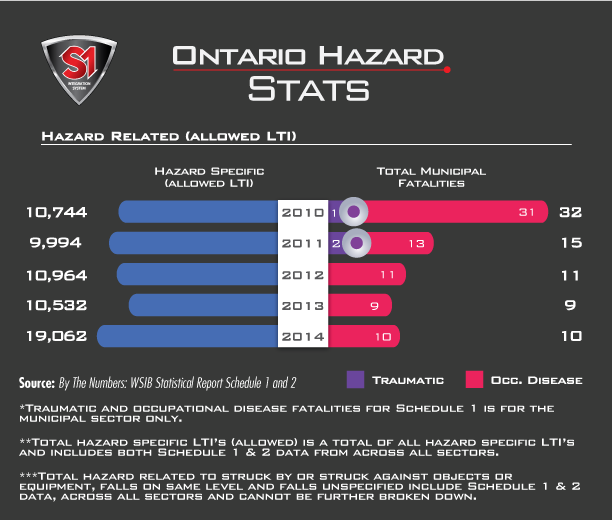 S1
INTEGRATION
SYSTEM
ONTARIO HAZARD
STATS
HAZARD RELATED (ALLOWED LTI)
HAZARD SPECIFIC
(ALLOWED LTI)
TOTAL MUNICIPAL
FATALITIES
10,744 2010 1 31 32
9,994 2011 2 13 15
10,964 2012 11 11
10,532 2013 9 9
19,062 2014 10 10
Source: By The Numbers: WSIB Statistical Report Schedule 1 and 2
TRAUMATIC OCC. DISEASE
*TRAUMATIC AND OCCUPATIONAL DISEASE FATALITIES FOR SCHEDULE 1 IS FOR THE
MUNICIPAL SECTOR ONLY.
**TOTAL HAZARD SPECIFIC LTI'S (ALLOWED) IS A TOTAL OF ALL HAZARD SPECIFIC LTI'S
AND INCLUDES BOTH SCHEDULE 1 & 2 DATA FROM ACROSS ALL SECTORS.
***TOTAL HAZARD RELATED TO STRUCK BY OR STRUCK AGAINST OBJECTS OR
EQUIPMENT, FALLS ON SAME LEVEL AND FALLS UNSPECIFIED INCLUDE SCHEDULE 1 & 2
DATA, ACROSS ALL SECTORS AND CANNOT BE FURTHER BROKEN DOWN.